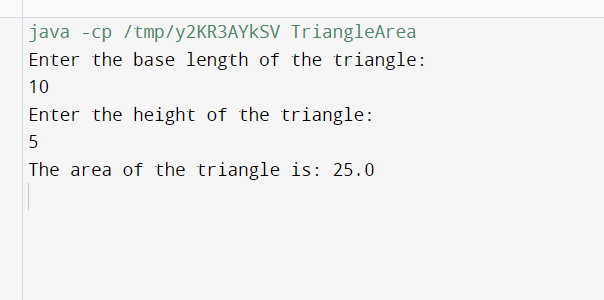 java -cp /tmp/y2KR3AYkSV TriangleArea
Enter the base length of the triangle:
10
Enter the height of the triangle:
5
The area of the triangle is: 25.0